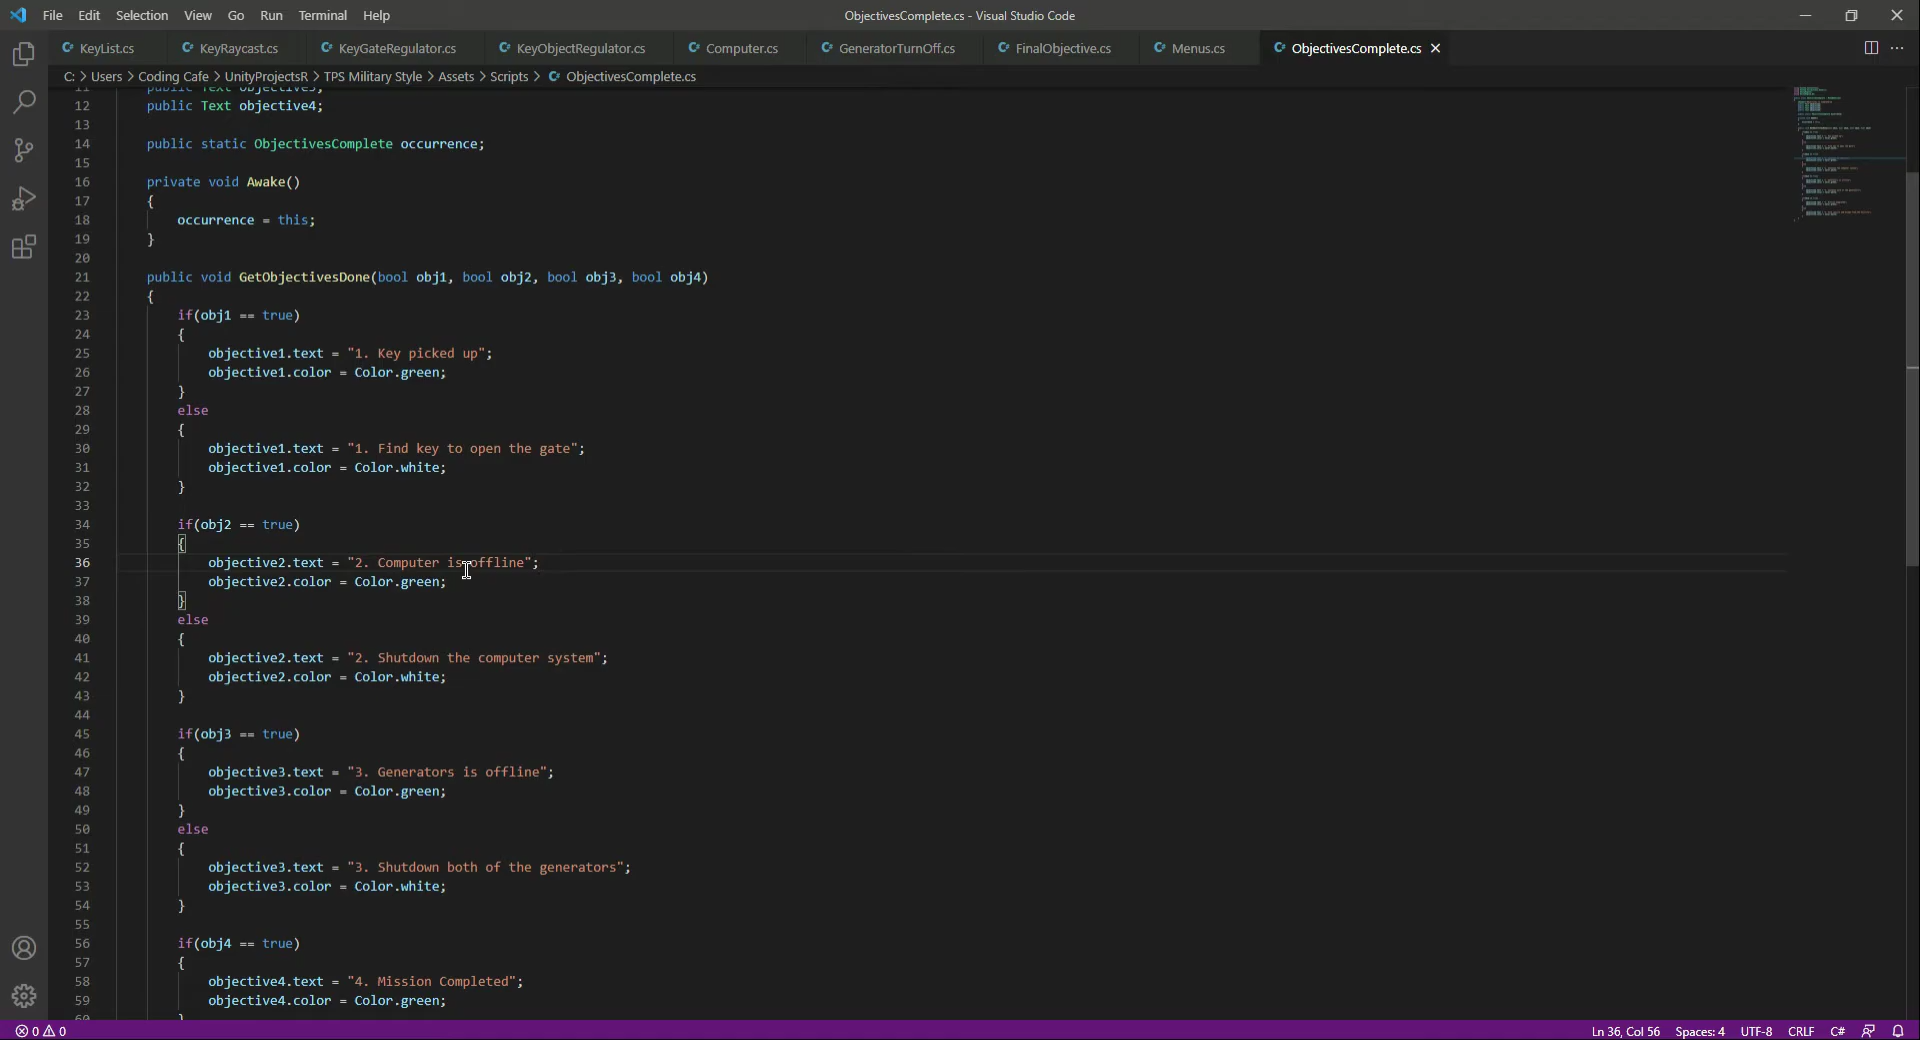 File Edit Selection View Go Run Terminal Help ObjectivesComplete.cs - Visual Studio Code
KeyList.cs KeyRaycast.cs KeyGateRegulator.cs KeyObjectRegulator.cs Computer.cs GeneratorTurnOff.cs FinalObjective.cs Menus.cs ObjectivesComplete.cs
C: > Users > Coding Cafe > UnityProjectsR > TPS Military Style > Assets > Scripts > ObjectivesComplete.cs
11 public Text objective3;
12 public Text objective4;
13
14 public static ObjectivesComplete occurrence;
15
16 private void Awake()
17 {
18 occurrence = this;
19 }
20
21 public void GetObjectivesDone(bool obj1, bool obj2, bool obj3, bool obj4)
22 {
23 if(obj1 == true)
24 {
25 objective1.text = "1. Key picked up";
26 objective1.color = Color.green;
27 }
28 else
29 {
30 objective1.text = "1. Find key to open the gate";
31 objective1.color = Color.white;
32 }
33
34 if(obj2 == true)
35 {
36 objective2.text = "2. Computer is offline";
37 objective2.color = Color.green;
38 }
39 else
40 {
41 objective2.text = "2. Shutdown the computer system";
42 objective2.color = Color.white;
43 }
44
45 if(obj3 == true)
46 {
47 objective3.text = "3. Generators is offline";
48 objective3.color = Color.green;
49 }
50 else
51 {
52 objective3.text = "3. Shutdown both of the generators";
53 objective3.color = Color.white;
54 }
55
56 if(obj4 == true)
57 {
58 objective4.text = "4. Mission Completed";
59 objective4.color = Color.green;
60 }
0 0 Ln 36, Col 56 Spaces: 4 UTF-8 CRLF C#